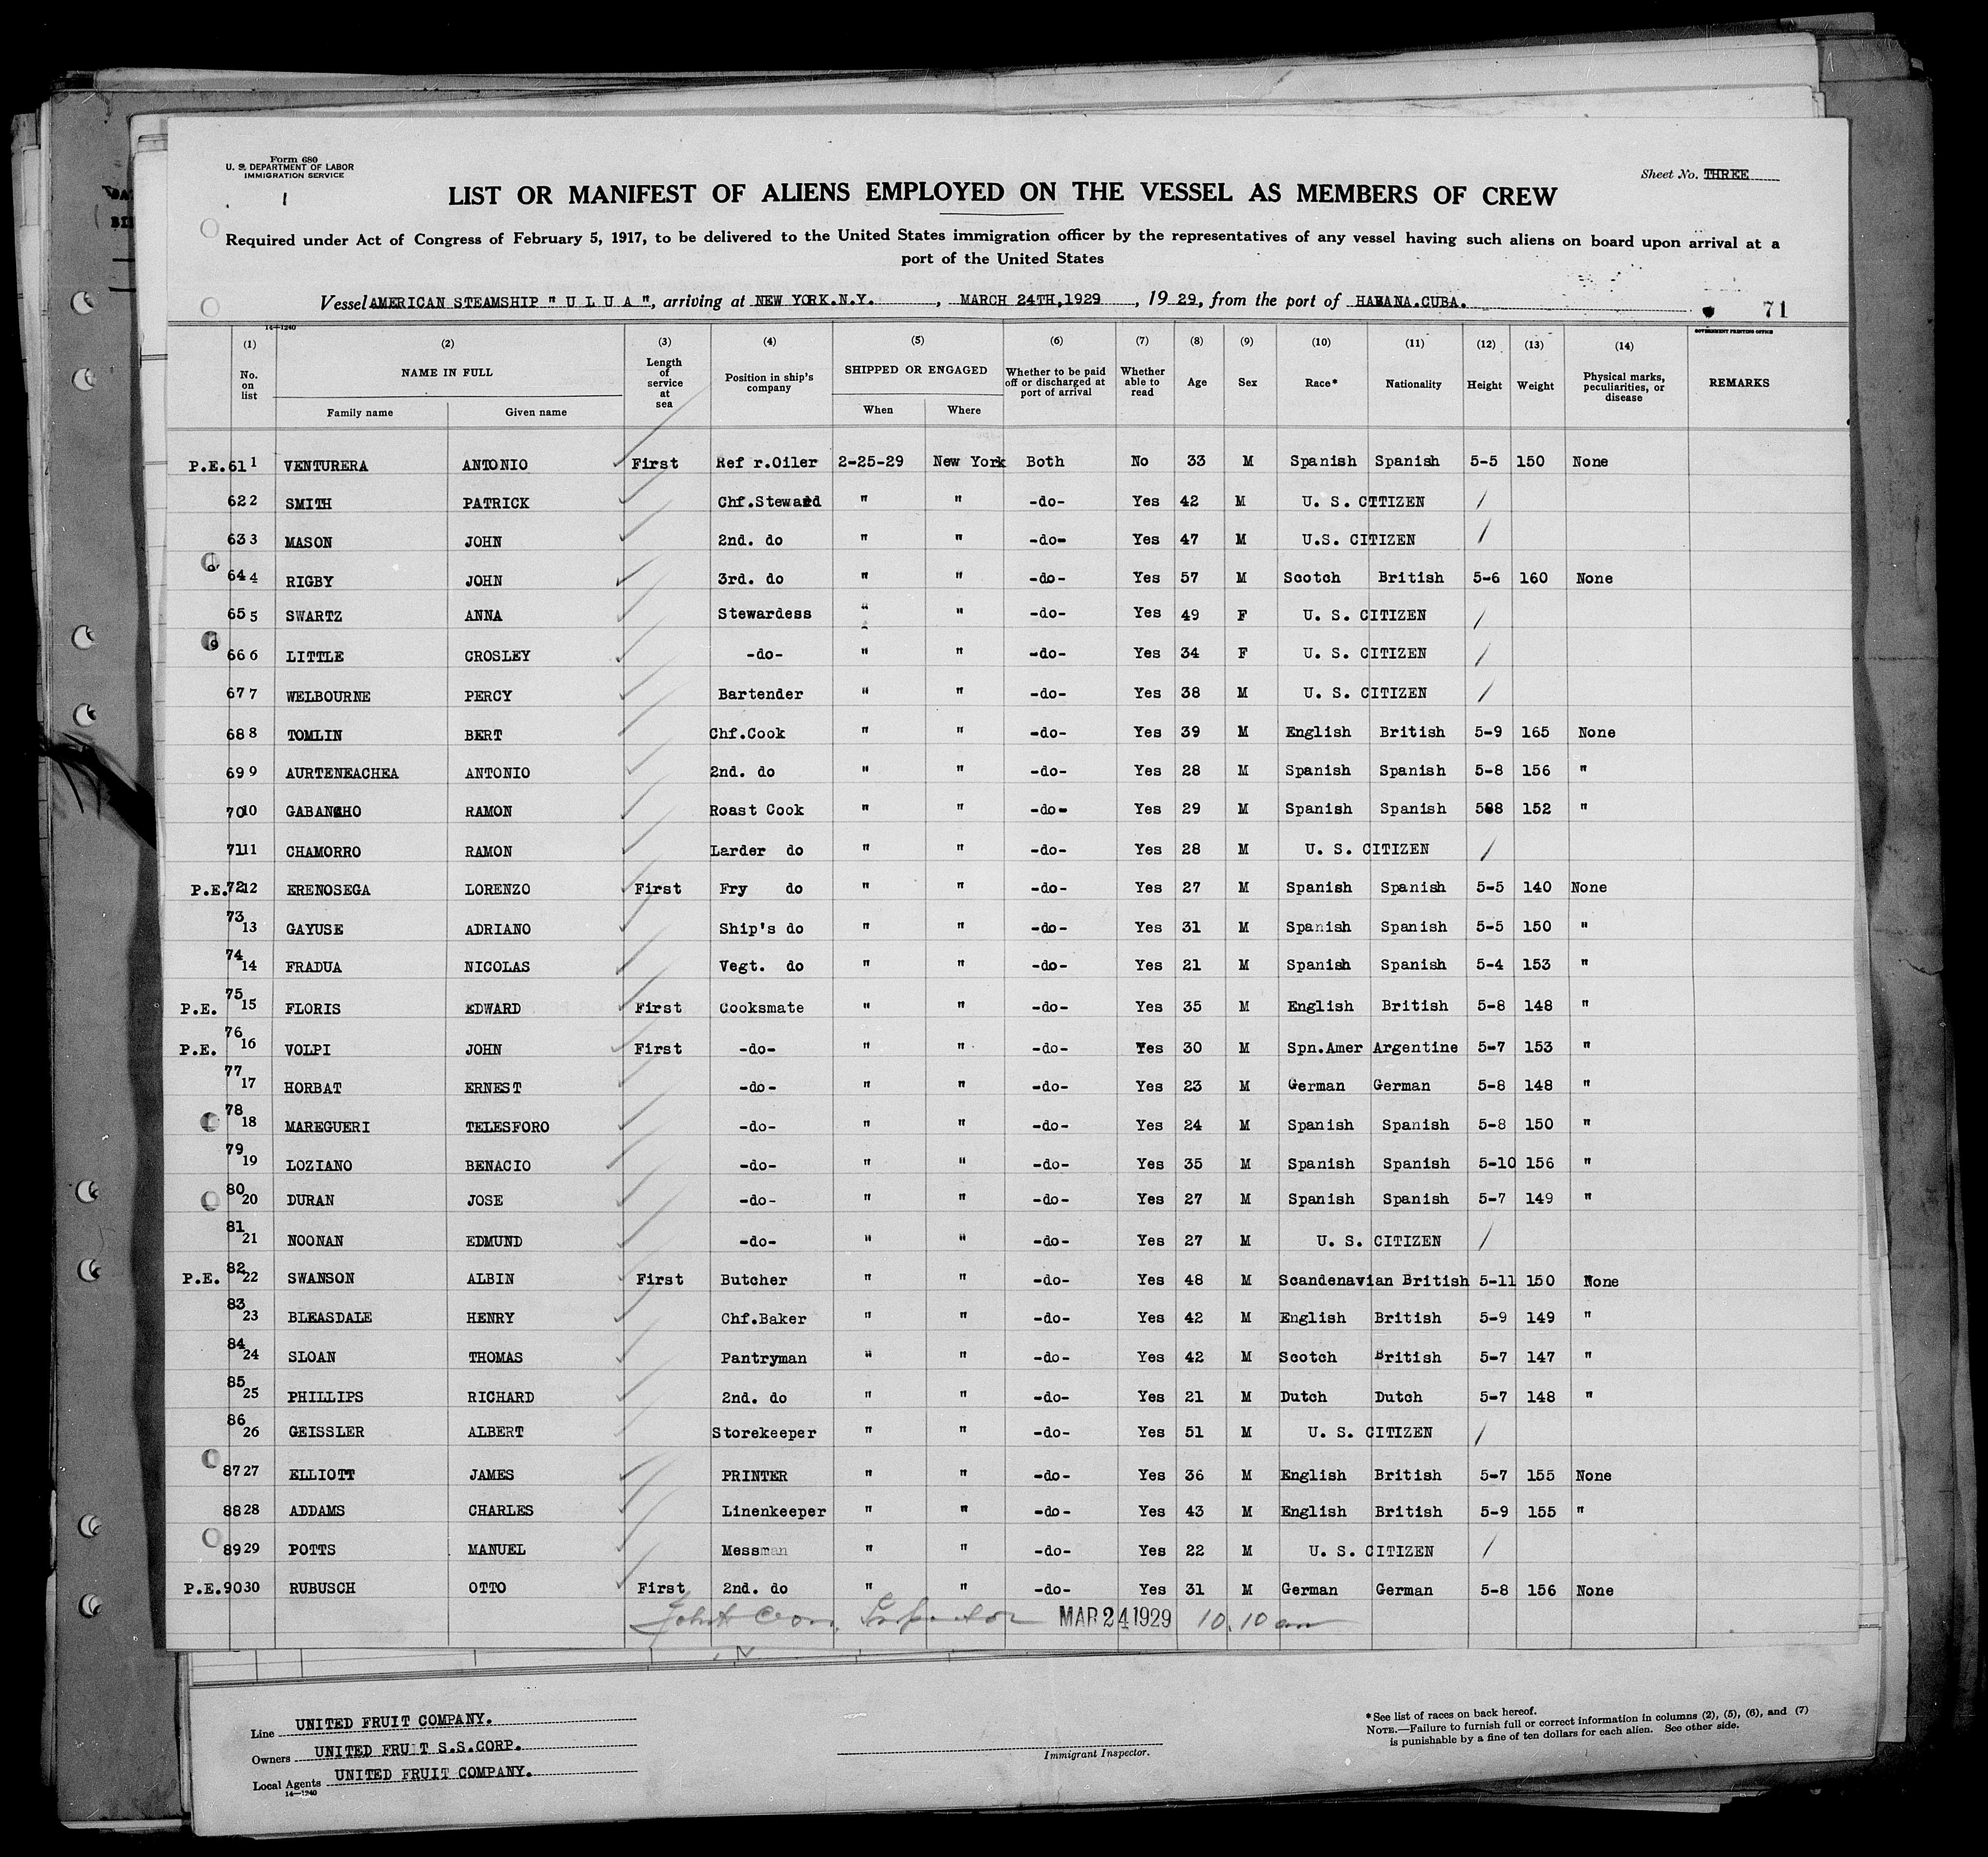 Form 680
U. S. DEPARTMENT OF LABOR
IMMIGRATION SERVICE
Sheet No. THREE
LIST OR MANIFEST OF ALIENS EMPLOYED ON THE VESSEL AS MEMBERS OF CREW
Required under Act of Congress of February 5, 1917, to be delivered to the United States immigration officer by the representatives of any vessel having such aliens on board upon arrival at a
port of the United States
Vessel AMERICAN STEAMSHIP " U L U A ", arriving at NEW YORK.N.Y. , MARCH 24TH,1929 , 19 29, from the port of HAVANA.CUBA.
71
14—1240
GOVERNMENT PRINTING OFFICE
(1) No. on list (2) NAME IN FULL Family name Given name (3) Length of service at sea (4) Position in ship's company (5) SHIPPED OR ENGAGED When Where (6) Whether to be paid off or discharged at port of arrival (7) Whether able to read (8) Age (9) Sex (10) Race* (11) Nationality (12) Height (13) Weight (14) Physical marks, peculiarities, or disease REMARKS
P.E. 61 1 VENTURERA ANTONIO First Ref r.Oiler 2-25-29 New York Both No 33 M Spanish Spanish 5-5 150 None
62 2 SMITH PATRICK Chf.Steward " " -do- Yes 42 M U. S. CTTIZEN
63 3 MASON JOHN 2nd. do " " -do- Yes 47 M U.S. CITIZEN
64 4 RIGBY JOHN 3rd. do " " -do- Yes 57 M Scotch British 5-6 160 None
65 5 SWARTZ ANNA Stewardess " " -do- Yes 49 F U. S. CITIZEN
66 6 LITTLE CROSLEY -do- " " -do- Yes 34 F U. S. CITIZEN
67 7 WELBOURNE PERCY Bartender " " -do- Yes 38 M U. S. CITIZEN
68 8 TOMLIN BERT Chf.Cook " " -do- Yes 39 M English British 5-9 165 None
69 9 AURTENEACHEA ANTONIO 2nd. do " " -do- Yes 28 M Spanish Spanish 5-8 156 "
70 10 RAMON Roast Cook " " -do- Yes 29 M Spanish Spanish 588 152 "
71 11 CHAMORRO RAMON Larder do " " -do- Yes 28 M U. S. CITIZEN
P.E. 72 12 ERENOSEGA LORENZO First Fry do " " -do- Yes 27 M Spanish Spanish 5-5 140 None
73 13 GAYUSE ADRIANO Ship's do " " -do- Yes 31 M Spanish Spanish 5-5 150 "
74 14 FRADUA NICOLAS Vegt. do " " -do- Yes 21 M Spanish Spanish 5-4 153 "
P.E. 75 15 FLORIS EDWARD First Cooksmate " " -do- Yes 35 M English British 5-8 148 "
P.E. 76 16 VOLPI JOHN First -do- " " -do- Yes 30 M Spn.Amer Argentine 5-7 153 "
77 17 HORBAT ERNEST -do- " " -do- Yes 23 M German German 5-8 148 "
78 18 MAREGUERI TELESFORO -do- " " -do- Yes 24 M Spanish Spanish 5-8 150 "
79 19 LOZIANO BENACIO -do- " " -do- Yes 35 M Spanish Spanish 5-10 156 "
80 20 DURAN JOSE -do- " " -do- Yes 27 M Spanish Spanish 5-7 149 "
81 21 NOONAN EDMUND -do- " " -do- Yes 27 M U. S. CITIZEN
P.E. 82 22 SWANSON ALBIN First Butcher " " -do- Yes 48 M Scandenavian British 5-11 150 None
83 23 BLEASDALE HENRY Chf.Baker " " -do- Yes 42 M English British 5-9 149 "
84 24 SLOAN THOMAS Pantryman " " -do- Yes 42 M Scotch British 5-7 147 "
85 25 PHILLIPS RICHARD 2nd. do " " -do- Yes 21 M Dutch Dutch 5-7 148 "
86 26 GEISSLER ALBERT Storekeeper " " -do- Yes 51 M U. S. CITIZEN
87 27 ELLIOTT JAMES PRINTER " " -do- Yes 36 M English British 5-7 155 None
88 28 ADDAMS CHARLES Linenkeeper " " -do- Yes 43 M English British 5-9 155 "
89 29 POTTS MANUEL Messman " " -do- Yes 22 M U. S. CITIZEN
P.E. 90 30 RUBUSCH OTTO First 2nd. do " " -do- Yes 31 M German German 5-8 156 None
Inspector MAR 24 1929 10.10 am
Line UNITED FRUIT COMPANY.
Owners UNITED FRUIT S.S.CORP.
Local Agents UNITED FRUIT COMPANY.
14—1240
Immigrant Inspector.
*See list of races on back hereof.
NOTE.—Failure to furnish full or correct information in columns (2), (5), (6), and (7)
is punishable by a fine of ten dollars for each alien. See other side.